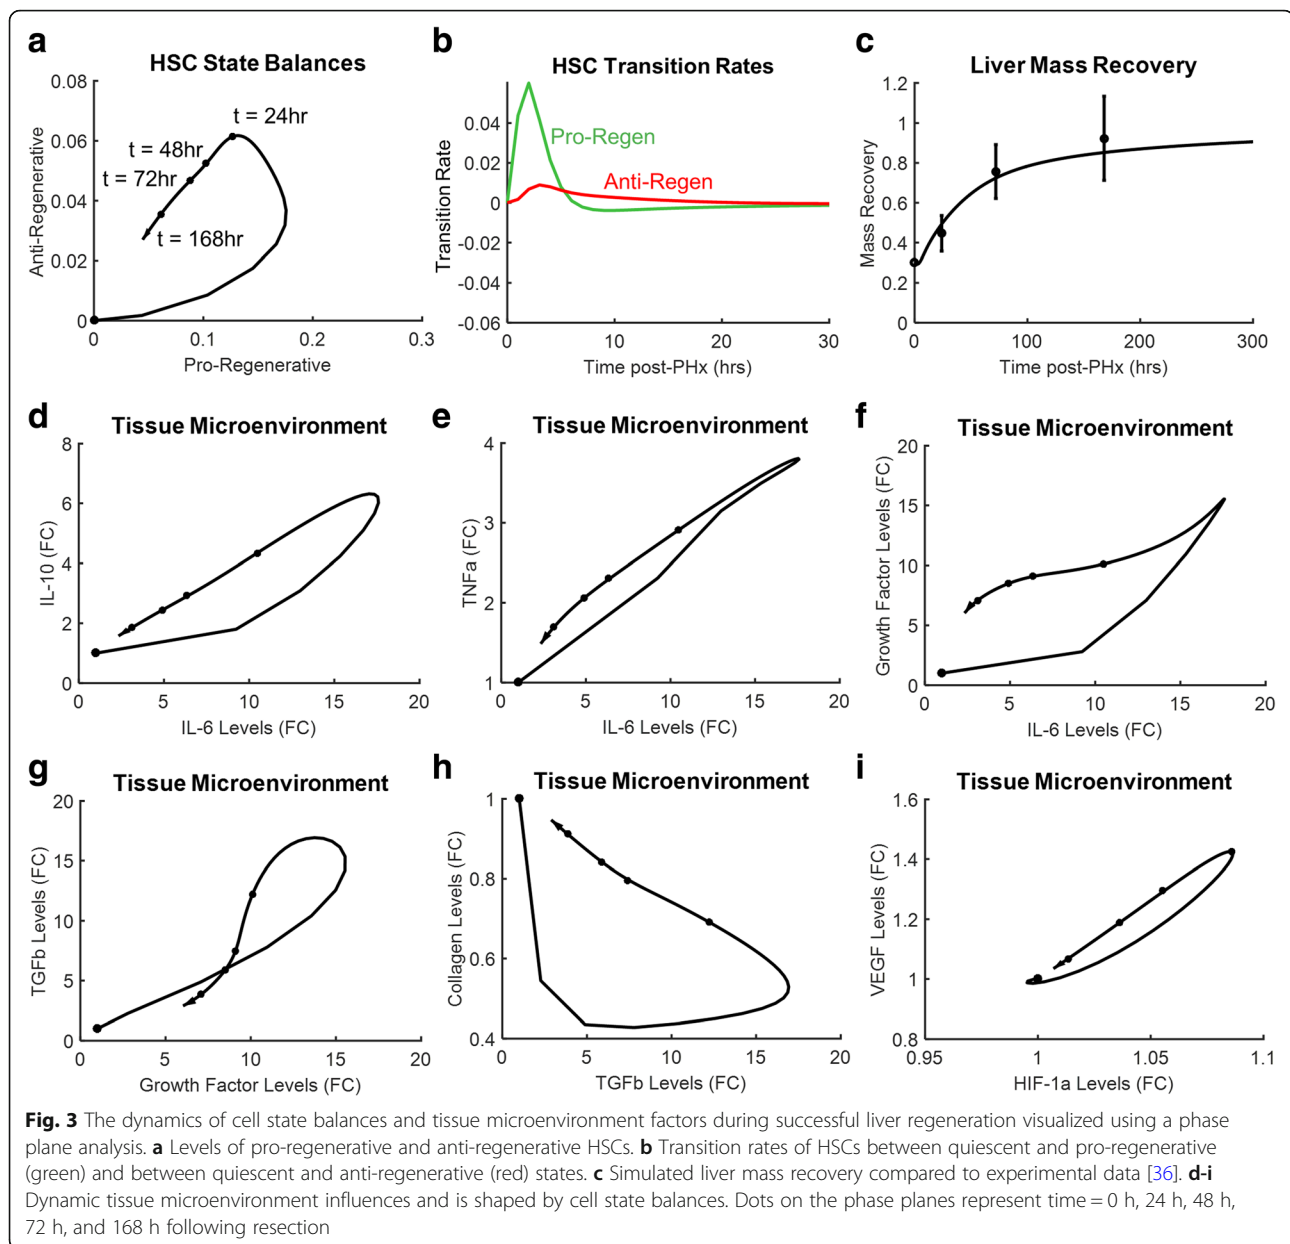 a
HSC State Balances
0.08
0.06
0.04
0.02
0
Anti-Regenerative
t = 24hr
t = 48hr
t = 72hr
t = 168hr
0 0.1 0.2 0.3
Pro-Regenerative
b
HSC Transition Rates
0.04
0.02
0
-0.02
-0.04
-0.06
Transition Rate
Pro-Regen
Anti-Regen
0 10 20 30
Time post-PHx (hrs)
c
Liver Mass Recovery
1.2
1
0.8
0.6
0.4
0.2
0
Mass Recovery
0 100 200 300
Time post-PHx (hrs)
d
Tissue Microenvironment
8
6
4
2
0
IL-10 (FC)
0 5 10 15 20
IL-6 Levels (FC)
e
Tissue Microenvironment
4
3
2
1
TNFa (FC)
0 5 10 15 20
IL-6 Levels (FC)
f
Tissue Microenvironment
20
15
10
5
0
Growth Factor Levels (FC)
0 5 10 15 20
IL-6 Levels (FC)
g
Tissue Microenvironment
20
15
10
5
0
TGFb Levels (FC)
0 5 10 15 20
Growth Factor Levels (FC)
h
Tissue Microenvironment
1
0.8
0.6
0.4
Collagen Levels (FC)
0 5 10 15 20
TGFb Levels (FC)
i
Tissue Microenvironment
1.6
1.4
1.2
1
0.8
VEGF Levels (FC)
0.95 1 1.05 1.1
HIF-1a Levels (FC)
Fig. 3 The dynamics of cell state balances and tissue microenvironment factors during successful liver regeneration visualized using a phase
plane analysis. a Levels of pro-regenerative and anti-regenerative HSCs. b Transition rates of HSCs between quiescent and pro-regenerative
(green) and between quiescent and anti-regenerative (red) states. c Simulated liver mass recovery compared to experimental data [36]. d-i
Dynamic tissue microenvironment influences and is shaped by cell state balances. Dots on the phase planes represent time = 0 h, 24 h, 48 h,
72 h, and 168 h following resection